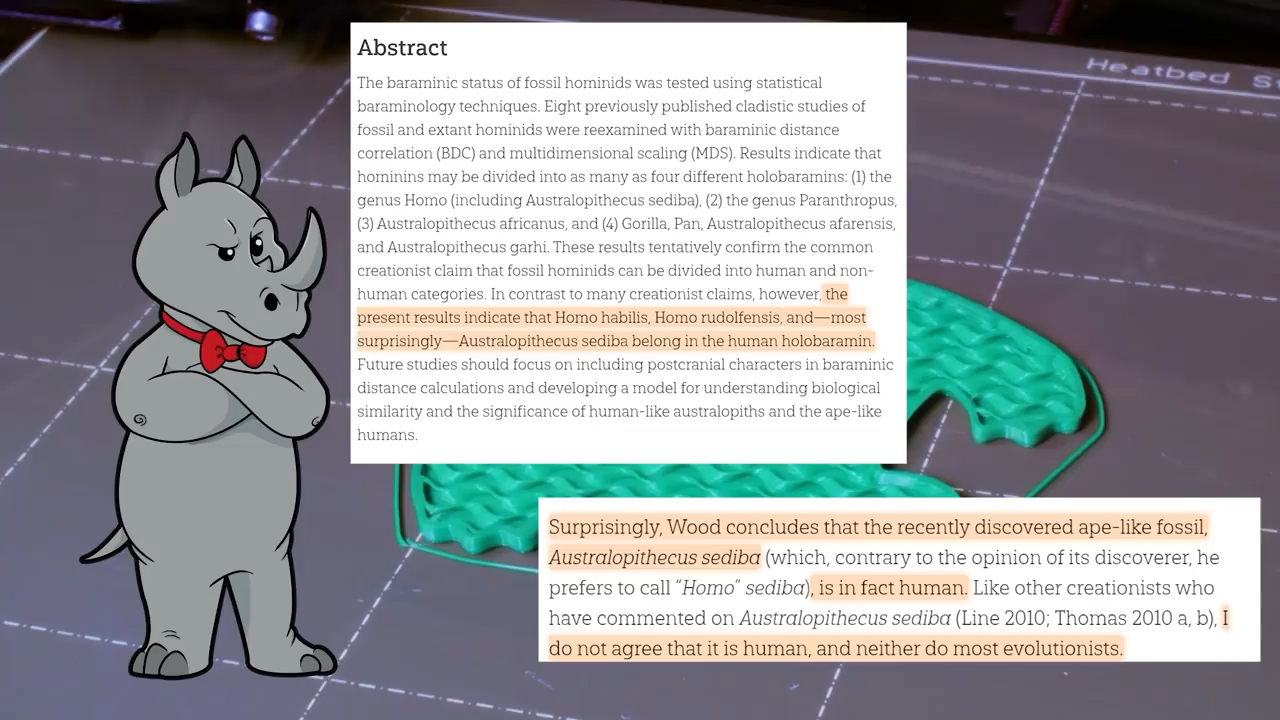 Heatbed S
Abstract
The baraminic status of fossil hominids was tested using statistical
baraminology techniques. Eight previously published cladistic studies of
fossil and extant hominids were reexamined with baraminic distance
correlation (BDC) and multidimensional scaling (MDS). Results indicate that
hominins may be divided into as many as four different holobaramins: (1) the
genus Homo (including Australopithecus sediba), (2) the genus Paranthropus,
(3) Australopithecus africanus, and (4) Gorilla, Pan, Australopithecus afarensis,
and Australopithecus garhi. These results tentatively confirm the common
creationist claim that fossil hominids can be divided into human and non-
human categories. In contrast to many creationist claims, however, the
present results indicate that Homo habilis, Homo rudolfensis, and—most
surprisingly—Australopithecus sediba belong in the human holobaramin.
Future studies should focus on including postcranial characters in baraminic
distance calculations and developing a model for understanding biological
similarity and the significance of human-like australopiths and the ape-like
humans.
Surprisingly, Wood concludes that the recently discovered ape-like fossil,
Australopithecus sediba (which, contrary to the opinion of its discoverer, he
prefers to call “Homo” sediba), is in fact human. Like other creationists who
have commented on Australopithecus sediba (Line 2010; Thomas 2010 a, b), I
do not agree that it is human, and neither do most evolutionists.